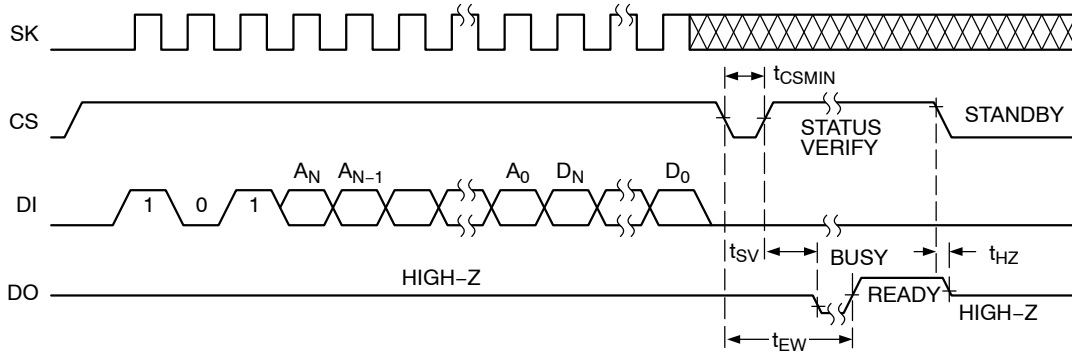 SK
t_CSMIN
CS
STATUS
VERIFY
STANDBY
A_N A_N−1 A_0 D_N D_0
DI
1 0 1
t_SV
BUSY
t_HZ
DO
HIGH−Z
READY
HIGH−Z
t_EW